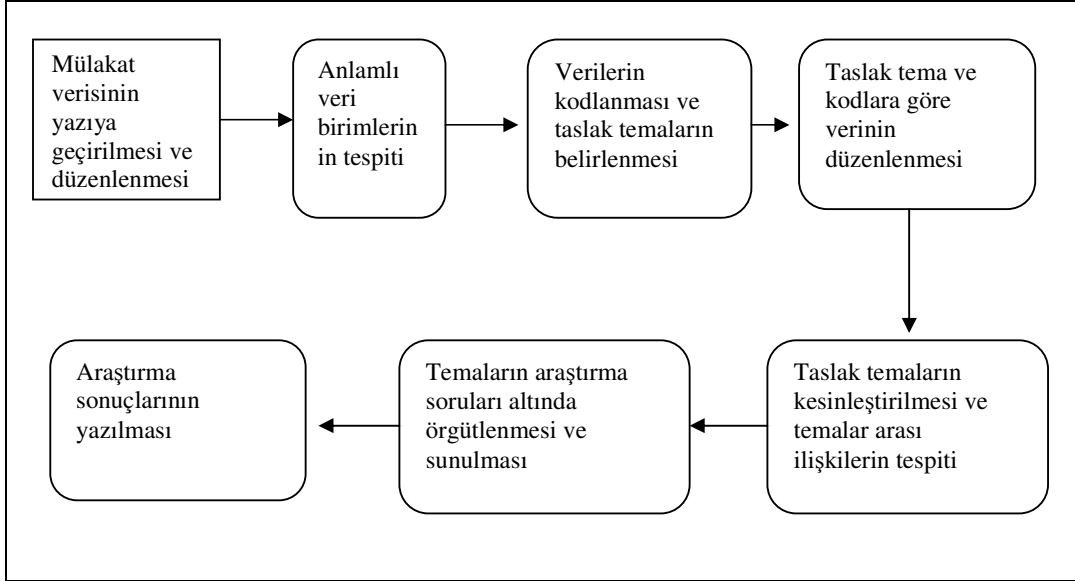 Mülakat
verisinin
yazıya
geçirilmesi ve
düzenlenmesi
Anlamlı
veri
birimlerin
in tespiti
Verilerin
kodlanması ve
taslak temaların
belirlenmesi
Taslak tema ve
kodlara göre
verinin
düzenlenmesi
Taslak temaların
kesinleştirilmesi ve
temalar arası
ilişkilerin tespiti
Temaların araştırma
soruları altında
örgütlenmesi ve
sunulması
Araştırma
sonuçlarının
yazılması